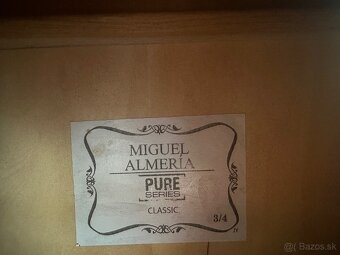 MIGUEL
ALMERÍA
PURE
SERIES
CLASSIC
3/4
Bazos.sk